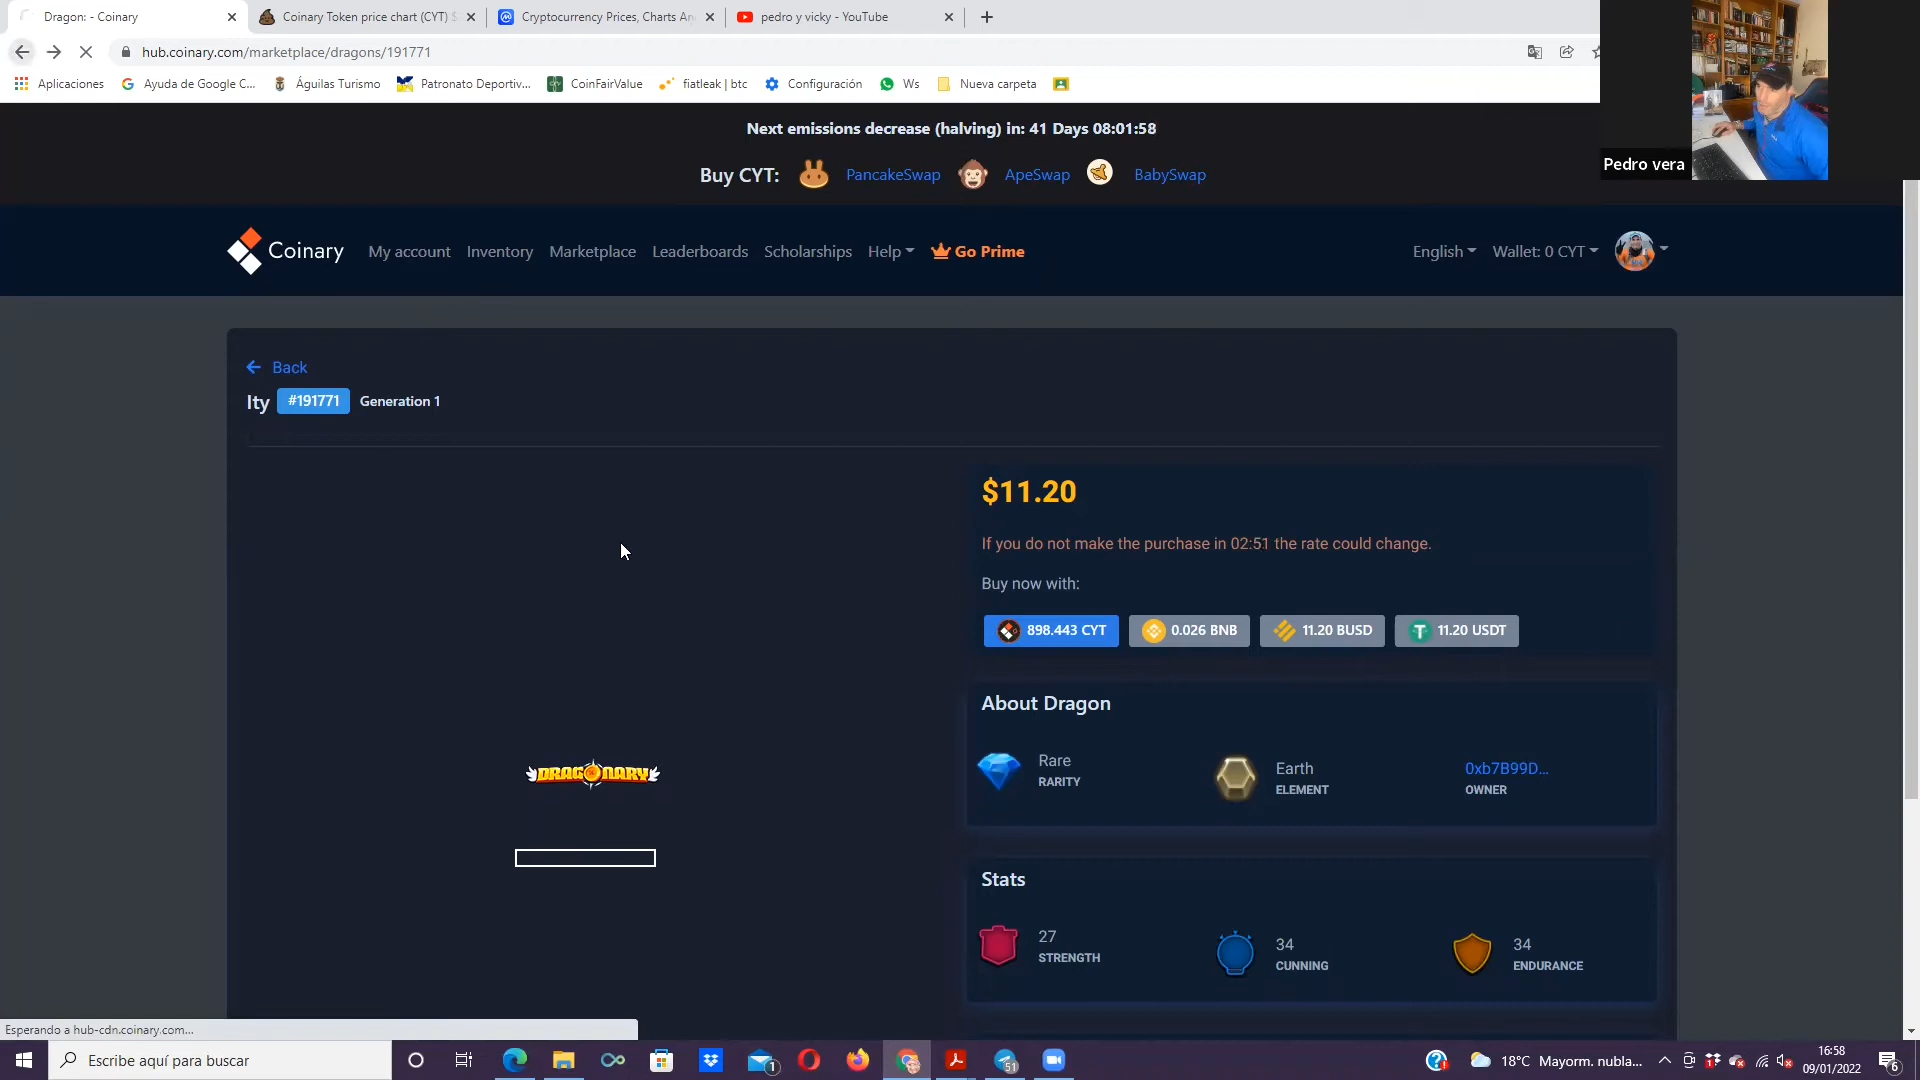 Dragon: - Coinary
Coinary Token price chart (CYT) $
Cryptocurrency Prices, Charts An
pedro y vicky - YouTube
hub.coinary.com/marketplace/dragons/191771
Aplicaciones
Ayuda de Google C...
Águilas Turismo
Patronato Deportiv...
CoinFairValue
fiatleak | btc
Configuración
Ws
Nueva carpeta
Pedro vera
Next emissions decrease (halving) in: 41 Days 08:01:58
Buy CYT: PancakeSwap ApeSwap BabySwap
Coinary My account Inventory Marketplace Leaderboards Scholarships Help Go Prime English Wallet: 0 CYT
Back
Ity #191771 Generation 1
$11.20
If you do not make the purchase in 02:51 the rate could change.
Buy now with:
898.443 CYT 0.026 BNB 11.20 BUSD 11.20 USDT
About Dragon
Rare
RARITY
Earth
ELEMENT
0xb7B99D...
OWNER
DRAGONARY
Stats
27
STRENGTH
34
CUNNING
34
ENDURANCE
Esperando a hub-cdn.coinary.com...
Escribe aquí para buscar
1
51
18°C Mayorm. nubla...
16:58
09/01/2022
6